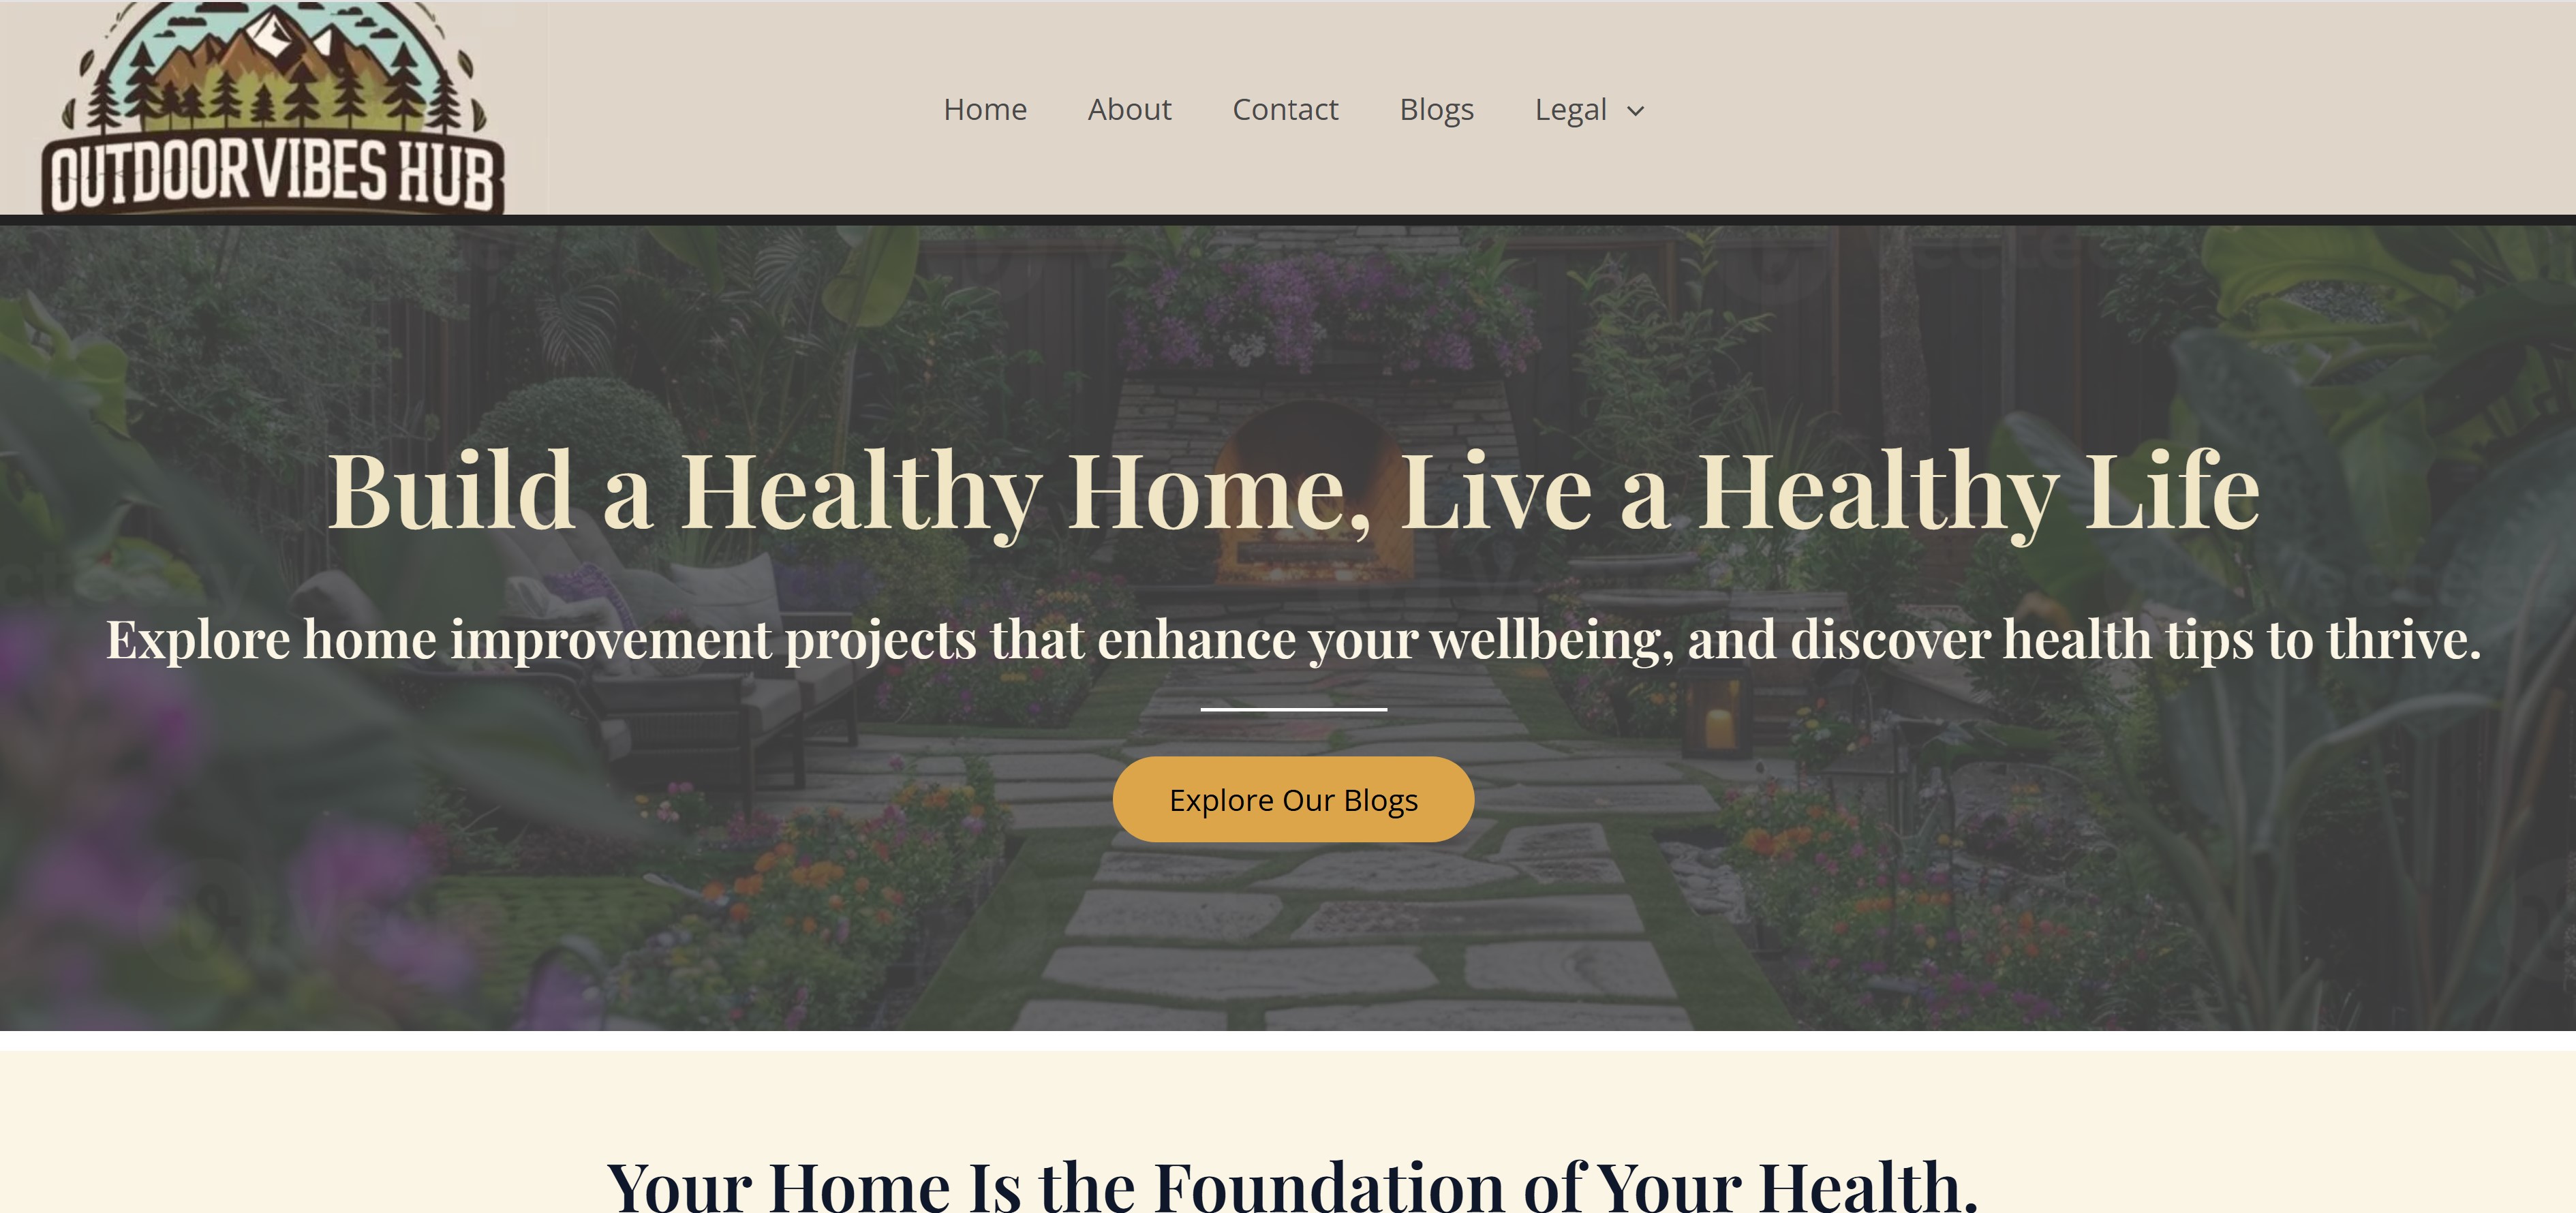 OUTDOORVIBES HUB
Home About Contact Blogs Legal
Build a Healthy Home, Live a Healthy Life
Explore home improvement projects that enhance your wellbeing, and discover health tips to thrive.
Explore Our Blogs
Your Home Is the Foundation of Your Health.